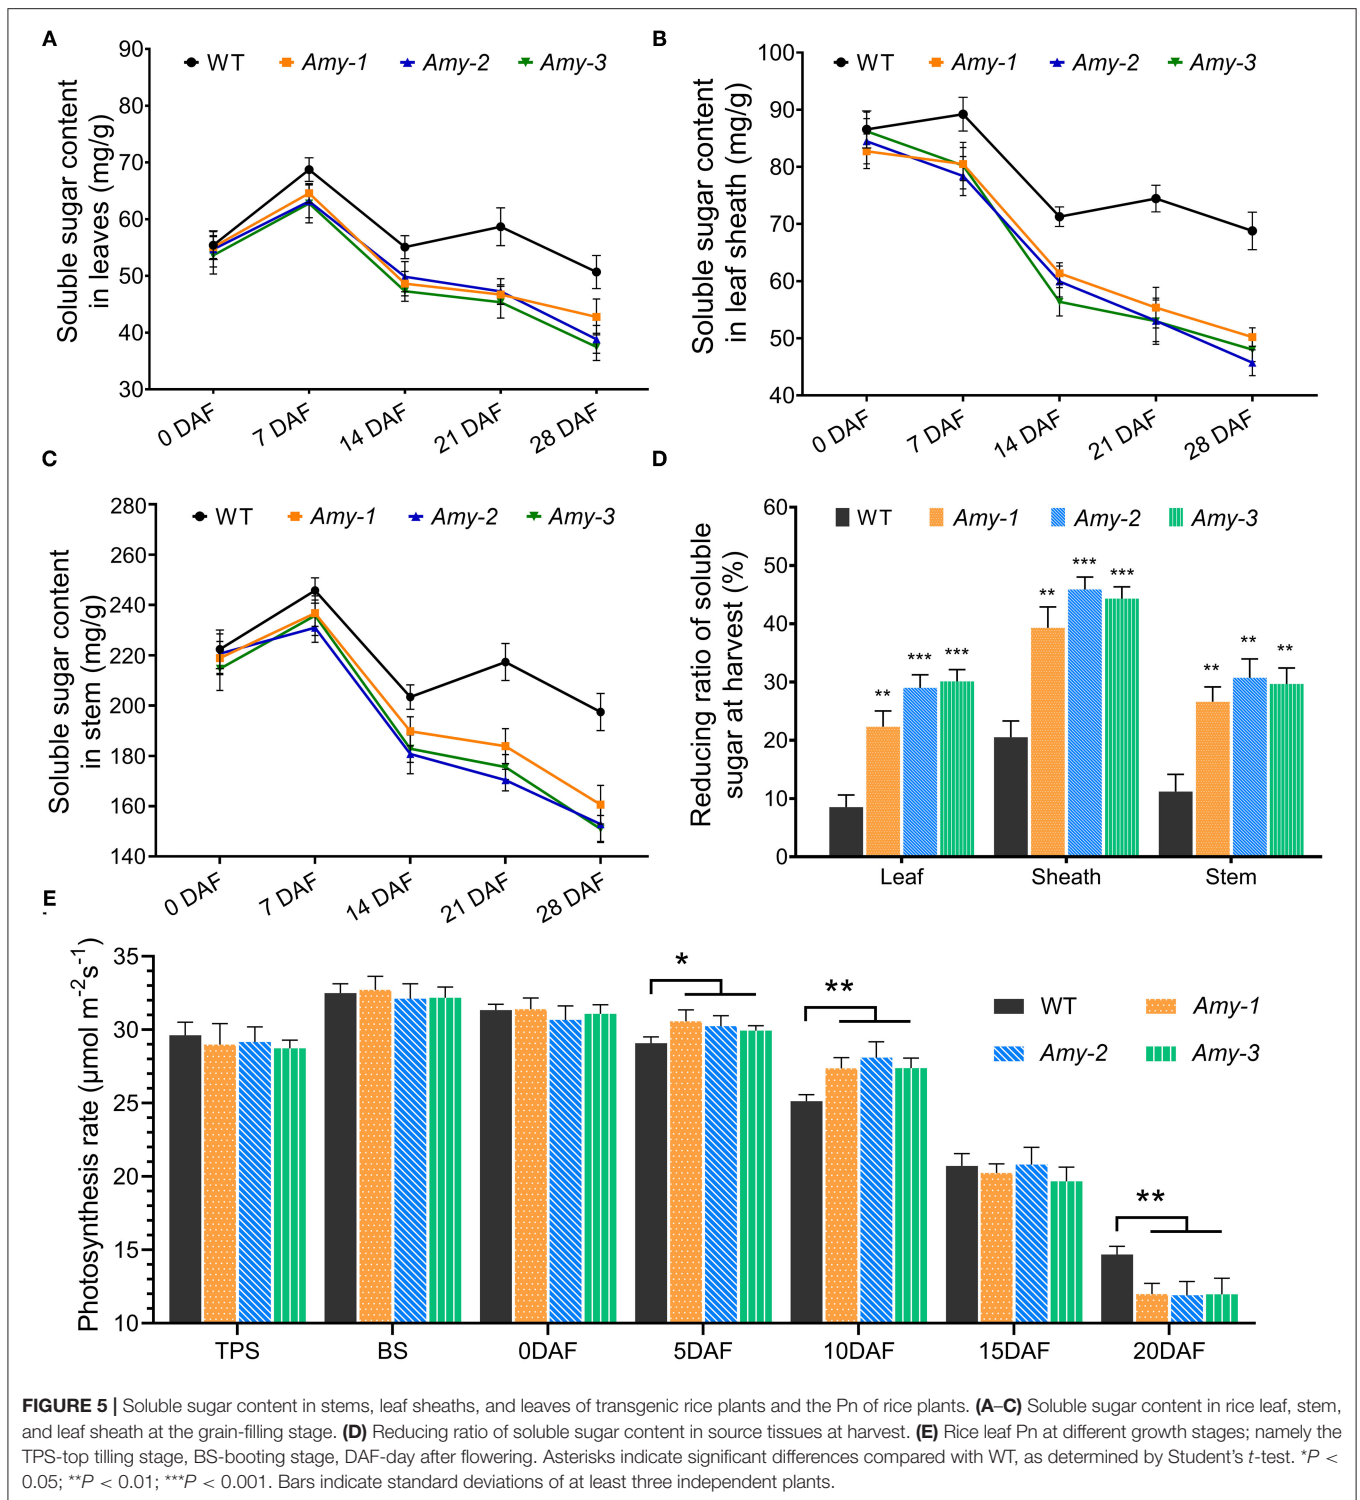 A
B
WT Amy-1 Amy-2 Amy-3
WT Amy-1 Amy-2 Amy-3
Soluble sugar content
in leaves (mg/g)
90
80
70
60
50
40
30
0 DAF 7 DAF 14 DAF 21 DAF 28 DAF
Soluble sugar content
in leaf sheath (mg/g)
100
90
80
70
60
50
40
0 DAF 7 DAF 14 DAF 21 DAF 28 DAF
C
D
WT Amy-1 Amy-2 Amy-3
WT Amy-1 Amy-2 Amy-3
Soluble sugar content
in stem (mg/g)
280
260
240
220
200
180
160
140
0 DAF 7 DAF 14 DAF 21 DAF 28 DAF
Reducing ratio of soluble
sugar at harvest (%)
60
50
40
30
20
10
0
** *** ***
** *** ***
** ** **
Leaf Sheath Stem
E
Photosynthesis rate (µmol m-2s-1)
35
30
25
20
15
10
*
**
**
WT Amy-1
Amy-2 Amy-3
TPS BS 0DAF 5DAF 10DAF 15DAF 20DAF
FIGURE 5 | Soluble sugar content in stems, leaf sheaths, and leaves of transgenic rice plants and the Pn of rice plants. (A–C) Soluble sugar content in rice leaf, stem,
and leaf sheath at the grain-filling stage. (D) Reducing ratio of soluble sugar content in source tissues at harvest. (E) Rice leaf Pn at different growth stages; namely the
TPS-top tilling stage, BS-booting stage, DAF-day after flowering. Asterisks indicate significant differences compared with WT, as determined by Student's t-test. *P <
0.05; **P < 0.01; ***P < 0.001. Bars indicate standard deviations of at least three independent plants.